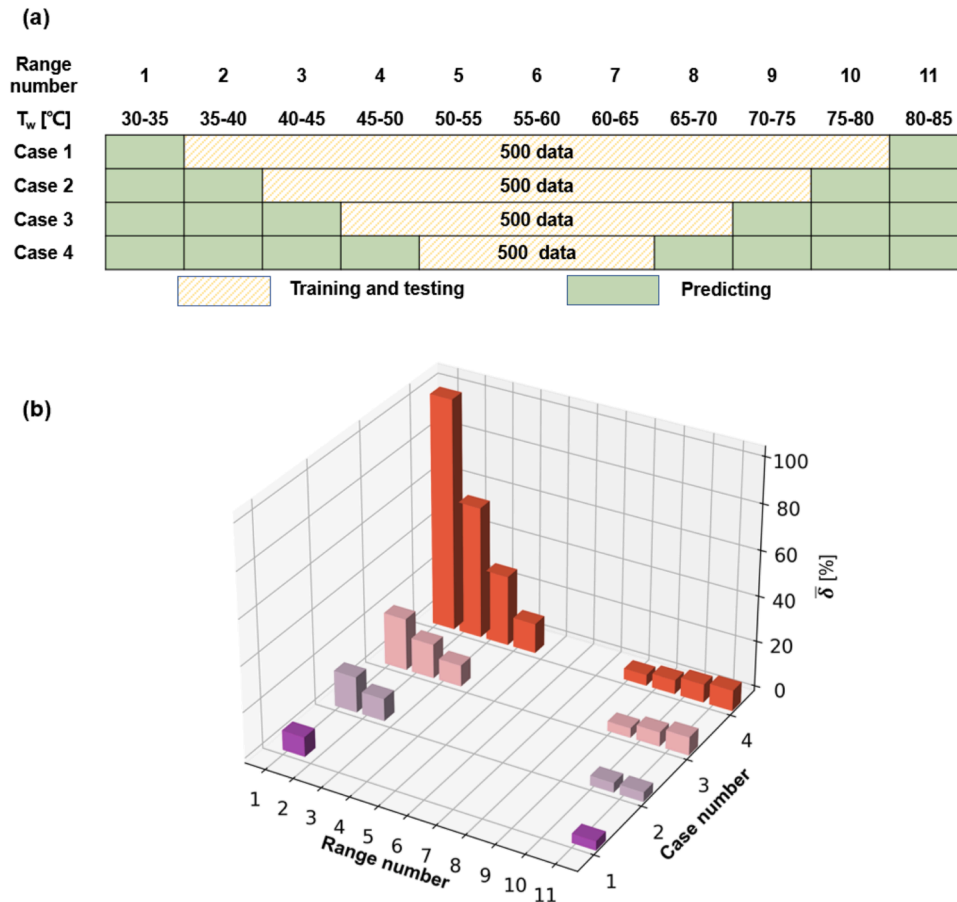 (a)
Range number 1 2 3 4 5 6 7 8 9 10 11
T_w [°C] 30-35 35-40 40-45 45-50 50-55 55-60 60-65 65-70 70-75 75-80 80-85
Case 1 500 data
Case 2 500 data
Case 3 500 data
Case 4 500 data
Training and testing Predicting
(b)
100
80
60
40
20
0
δ̅ [%]
4
3
2
1
Case number
1 2 3 4 5 6 7 8 9 10 11
Range number